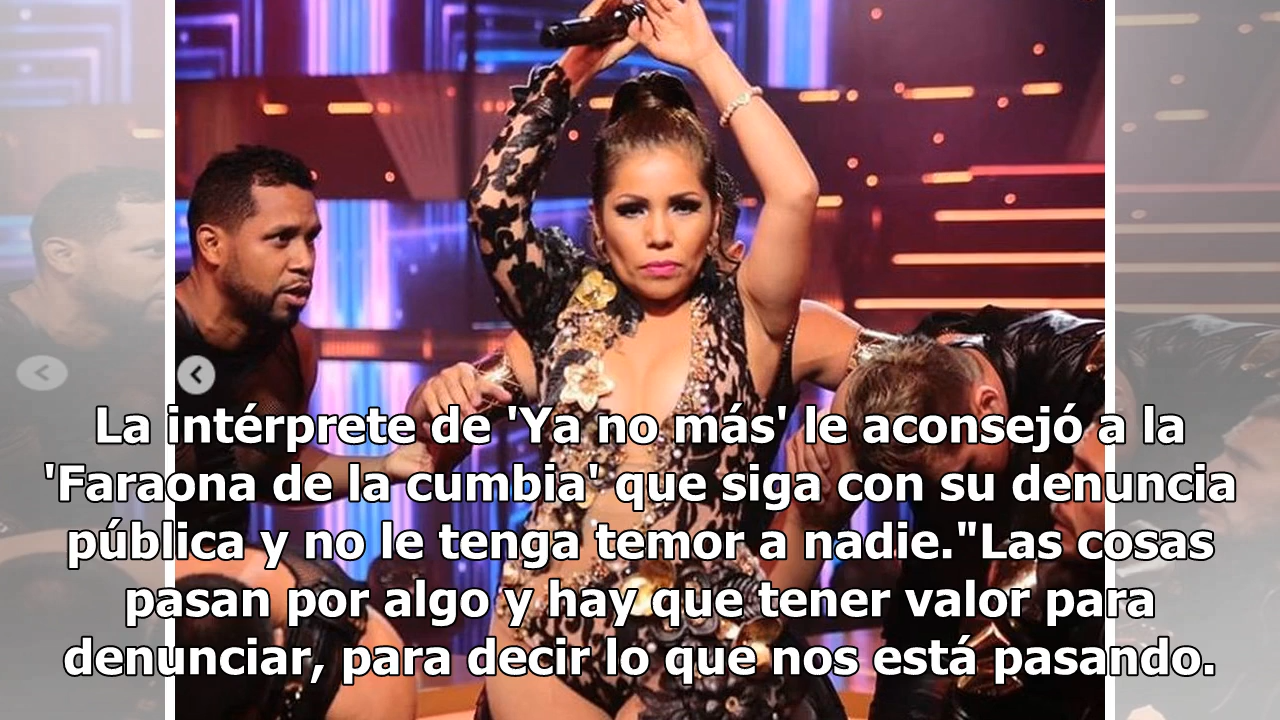 La intérprete de 'Ya no más' le aconsejó a la
'Faraona de la cumbia' que siga con su denuncia
pública y no le tenga temor a nadie."Las cosas
pasan por algo y hay que tener valor para
denunciar, para decir lo que nos está pasando.